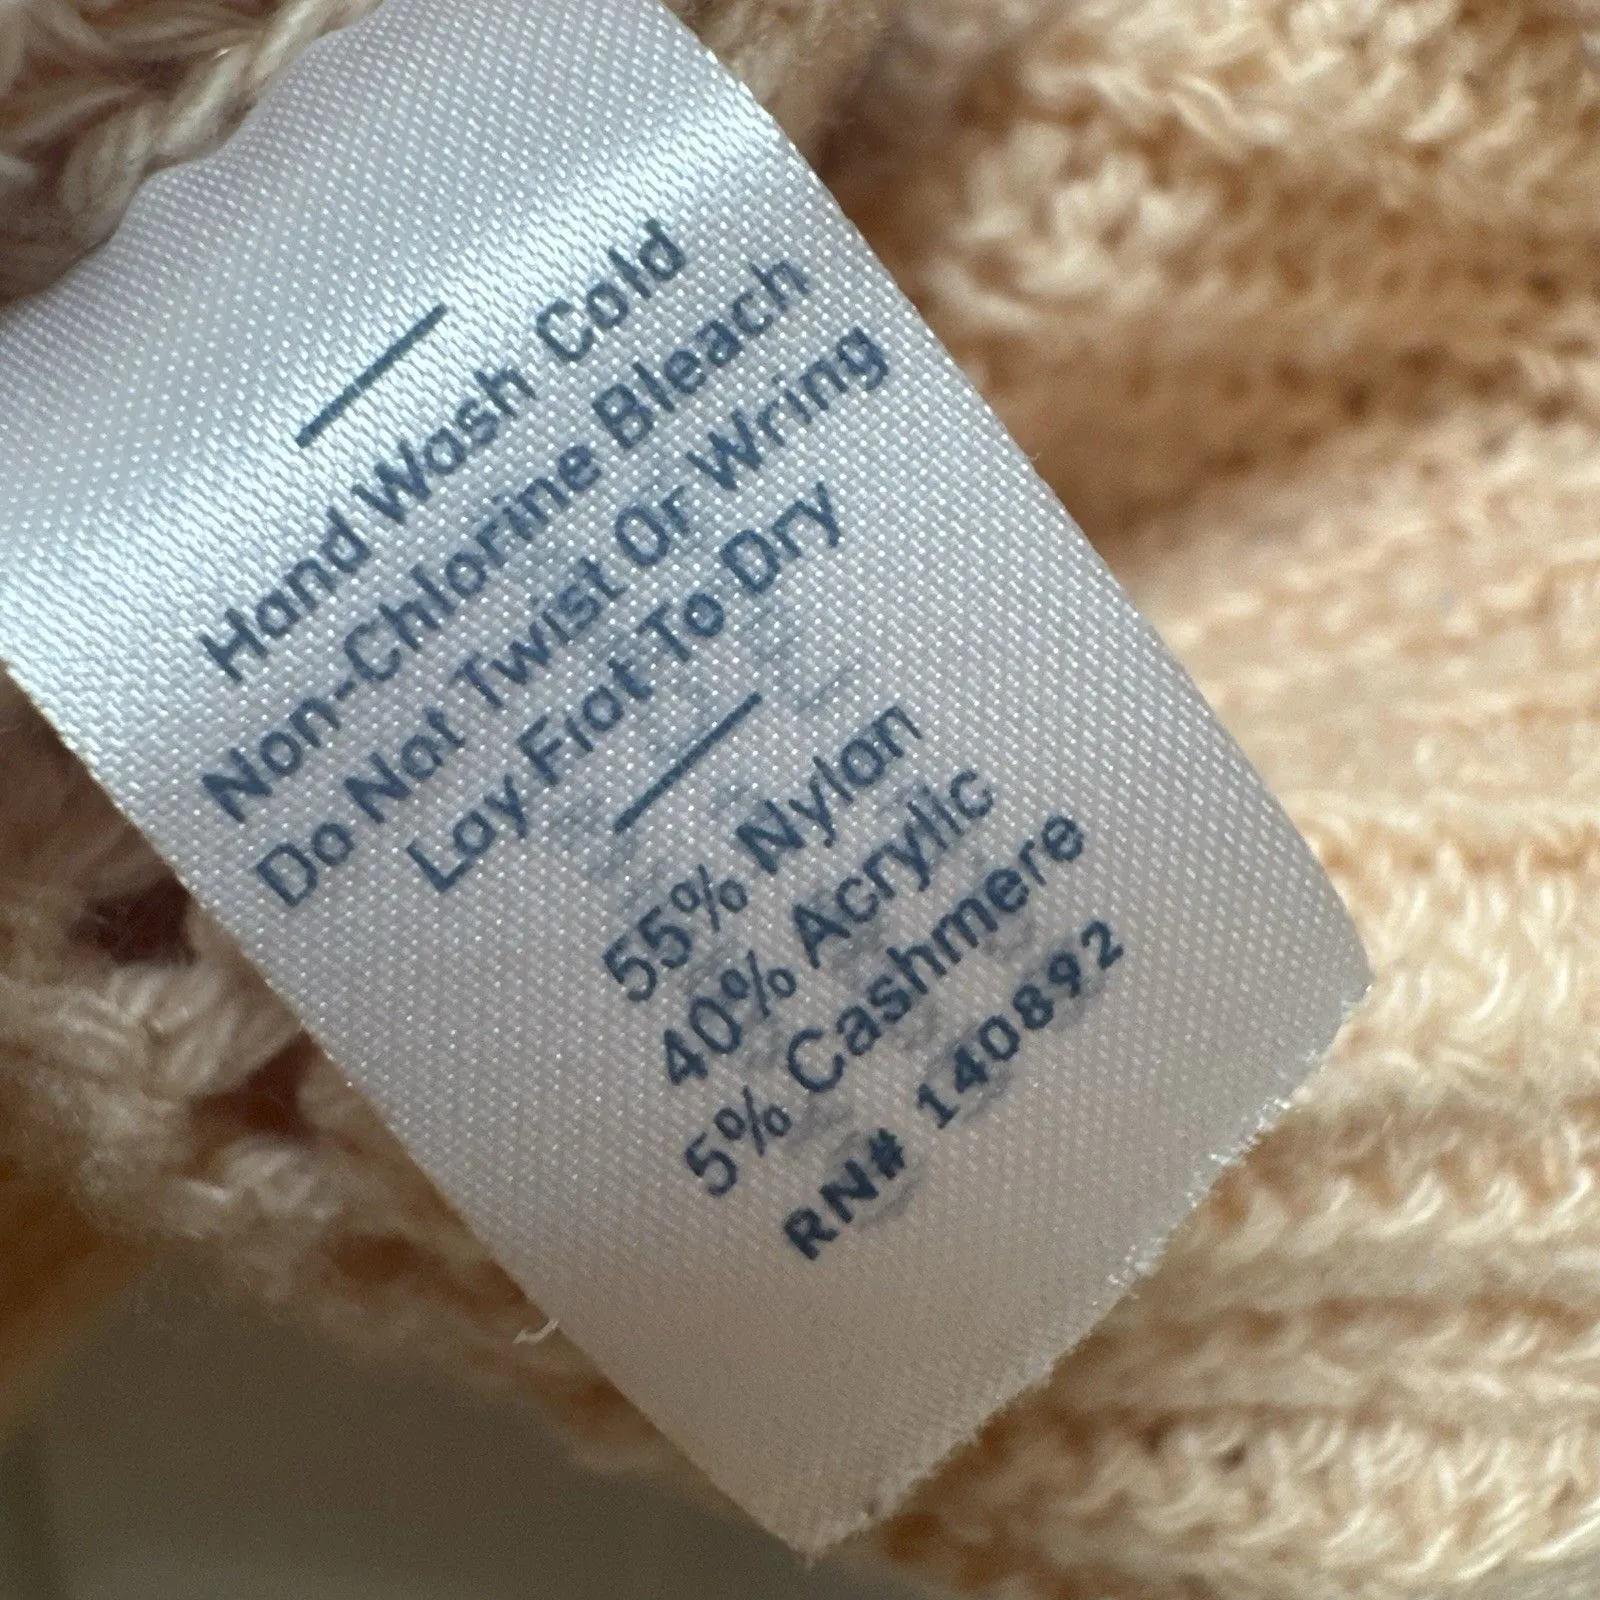 Hand Wash Cold
Non-Chlorine Bleach
Do Not Twist Or Wring
Lay Flat To Dry
55% Nylon
40% Acrylic
5% Cashmere
RN# 140892